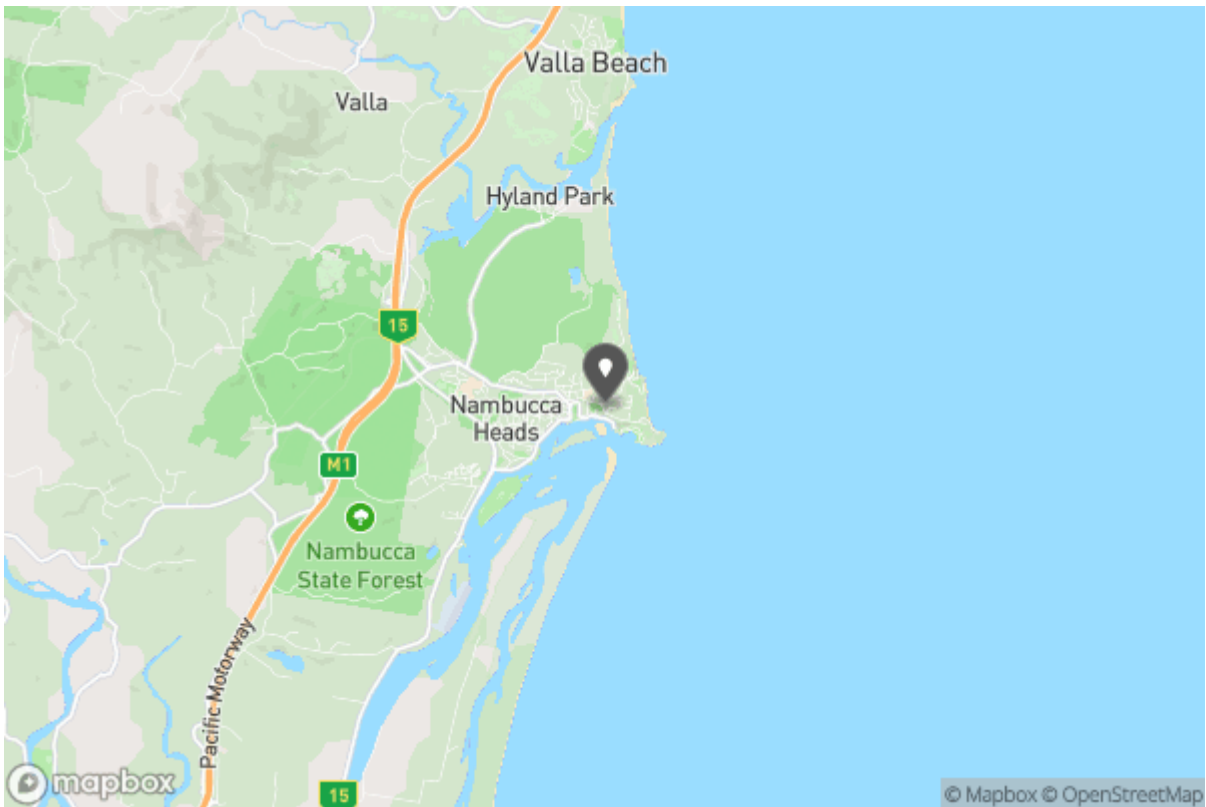 Valla Beach
Valla
Hyland Park
15
Nambucca
Heads
M1
Nambucca
State Forest
Pacific Motorway
15
mapbox
© Mapbox © OpenStreetMap